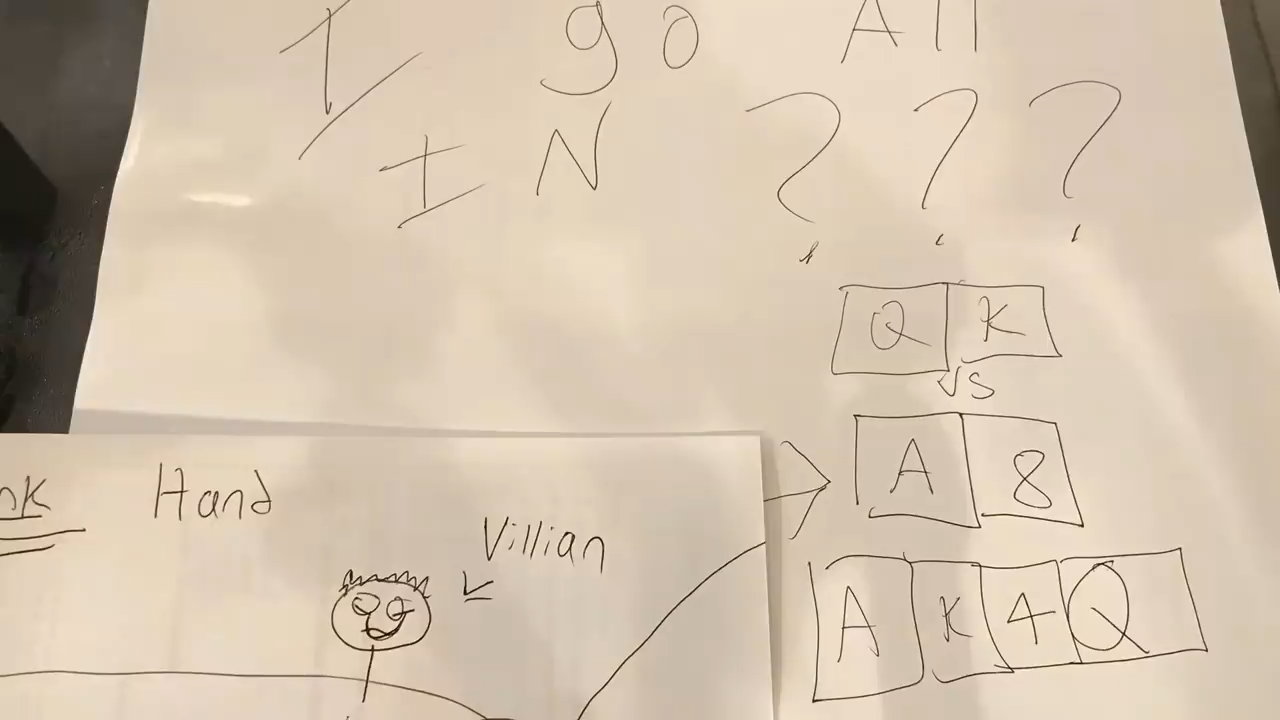 I go All
IN ???
Q K
vs
A 8
A K 4 Q
Hand
Villian